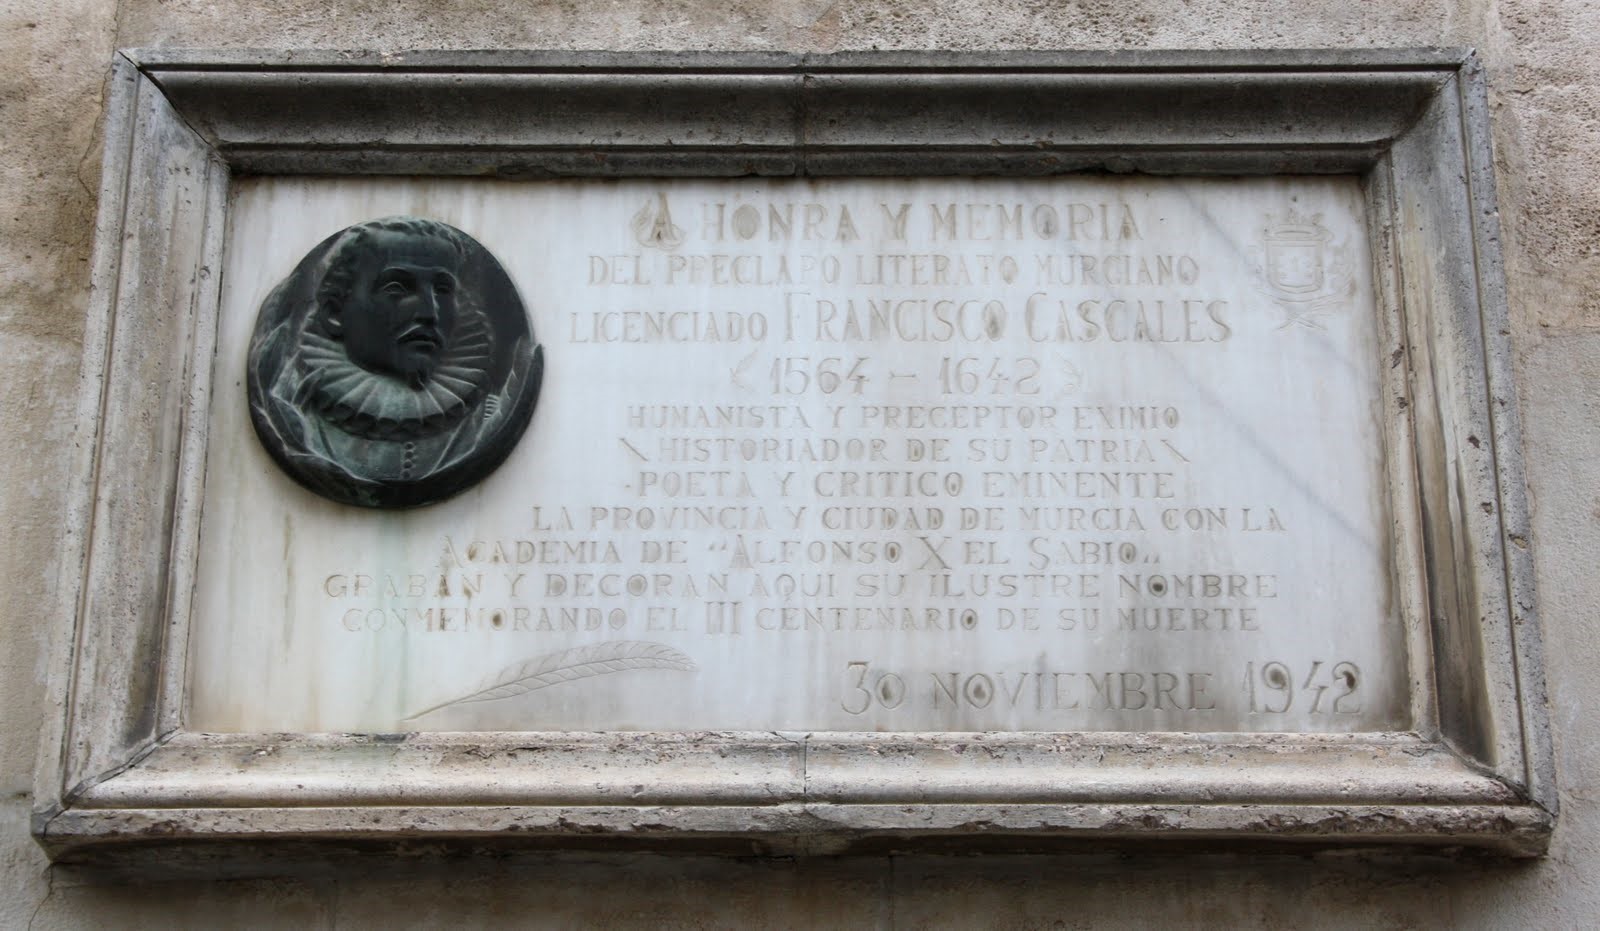 A HONRA Y MEMORIA
DEL PRECLARO LITERATO MURCIANO
LICENCIADO FRANCISCO CASCALES
1564 - 1642
HUMANISTA Y PRECEPTOR EXIMIO
HISTORIADOR DE SU PATRIA
POETA Y CRITICO EMINENTE
LA PROVINCIA Y CIUDAD DE MURCIA CON LA
ACADEMIA DE "ALFONSO X EL SABIO"
GRABAN Y DECORAN AQUI SU ILUSTRE NOMBRE
CONMEMORANDO EL III CENTENARIO DE SU MUERTE
30 NOVIEMBRE 1942